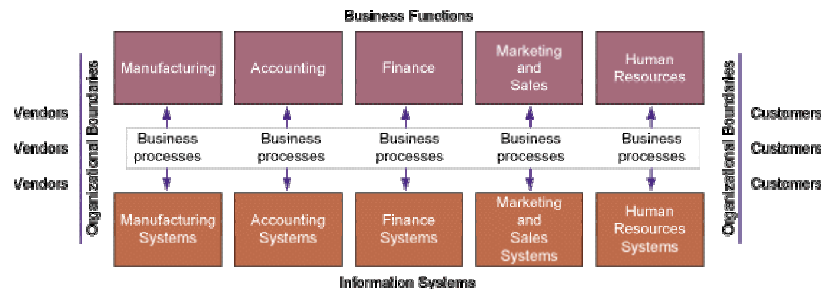 Business Functions
Manufacturing
Accounting
Finance
Marketing
and
Sales
Human
Resources
Vendors
Vendors
Vendors
Organizational Boundaries
Business
processes
Business
processes
Business
processes
Business
processes
Business
processes
Organizational Boundaries
Customers
Customers
Customers
Manufacturing
Systems
Accounting
Systems
Finance
Systems
Marketing
and
Sales
Systems
Human
Resources
Systems
Information Systems